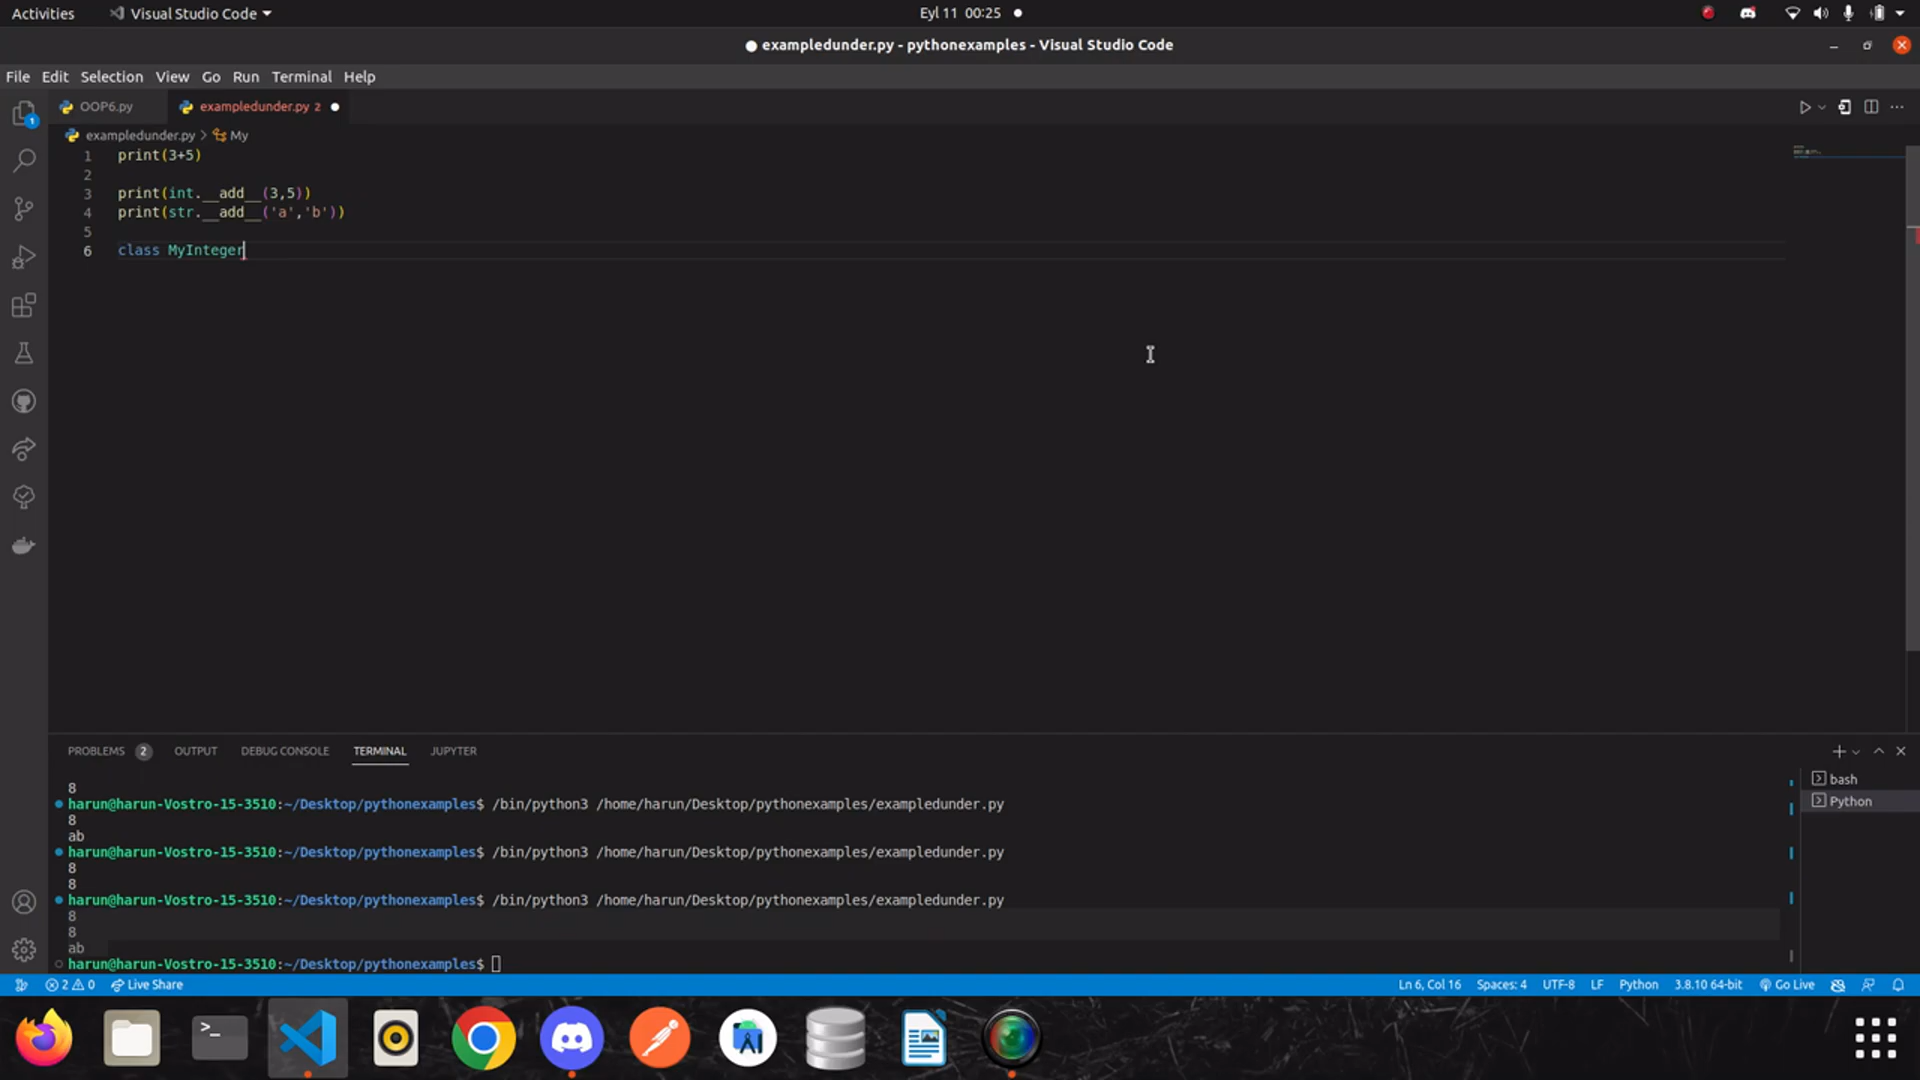 Activities Visual Studio Code Eyl 11 00:25
exampledunder.py - pythonexamples - Visual Studio Code
File Edit Selection View Go Run Terminal Help
OOP6.py exampledunder.py 2
exampledunder.py > My
1 print(3+5)
2
3 print(int.__add__(3,5))
4 print(str.__add__('a','b'))
5
6 class MyInteger
PROBLEMS 2 OUTPUT DEBUG CONSOLE TERMINAL JUPYTER
8
harun@harun-Vostro-15-3510:~/Desktop/pythonexamples$ /bin/python3 /home/harun/Desktop/pythonexamples/exampledunder.py
8
ab
harun@harun-Vostro-15-3510:~/Desktop/pythonexamples$ /bin/python3 /home/harun/Desktop/pythonexamples/exampledunder.py
8
8
harun@harun-Vostro-15-3510:~/Desktop/pythonexamples$ /bin/python3 /home/harun/Desktop/pythonexamples/exampledunder.py
8
8
ab
harun@harun-Vostro-15-3510:~/Desktop/pythonexamples$
bash
Python
1
2 0 Live Share Ln 6, Col 16 Spaces: 4 UTF-8 LF Python 3.8.10 64-bit Go Live